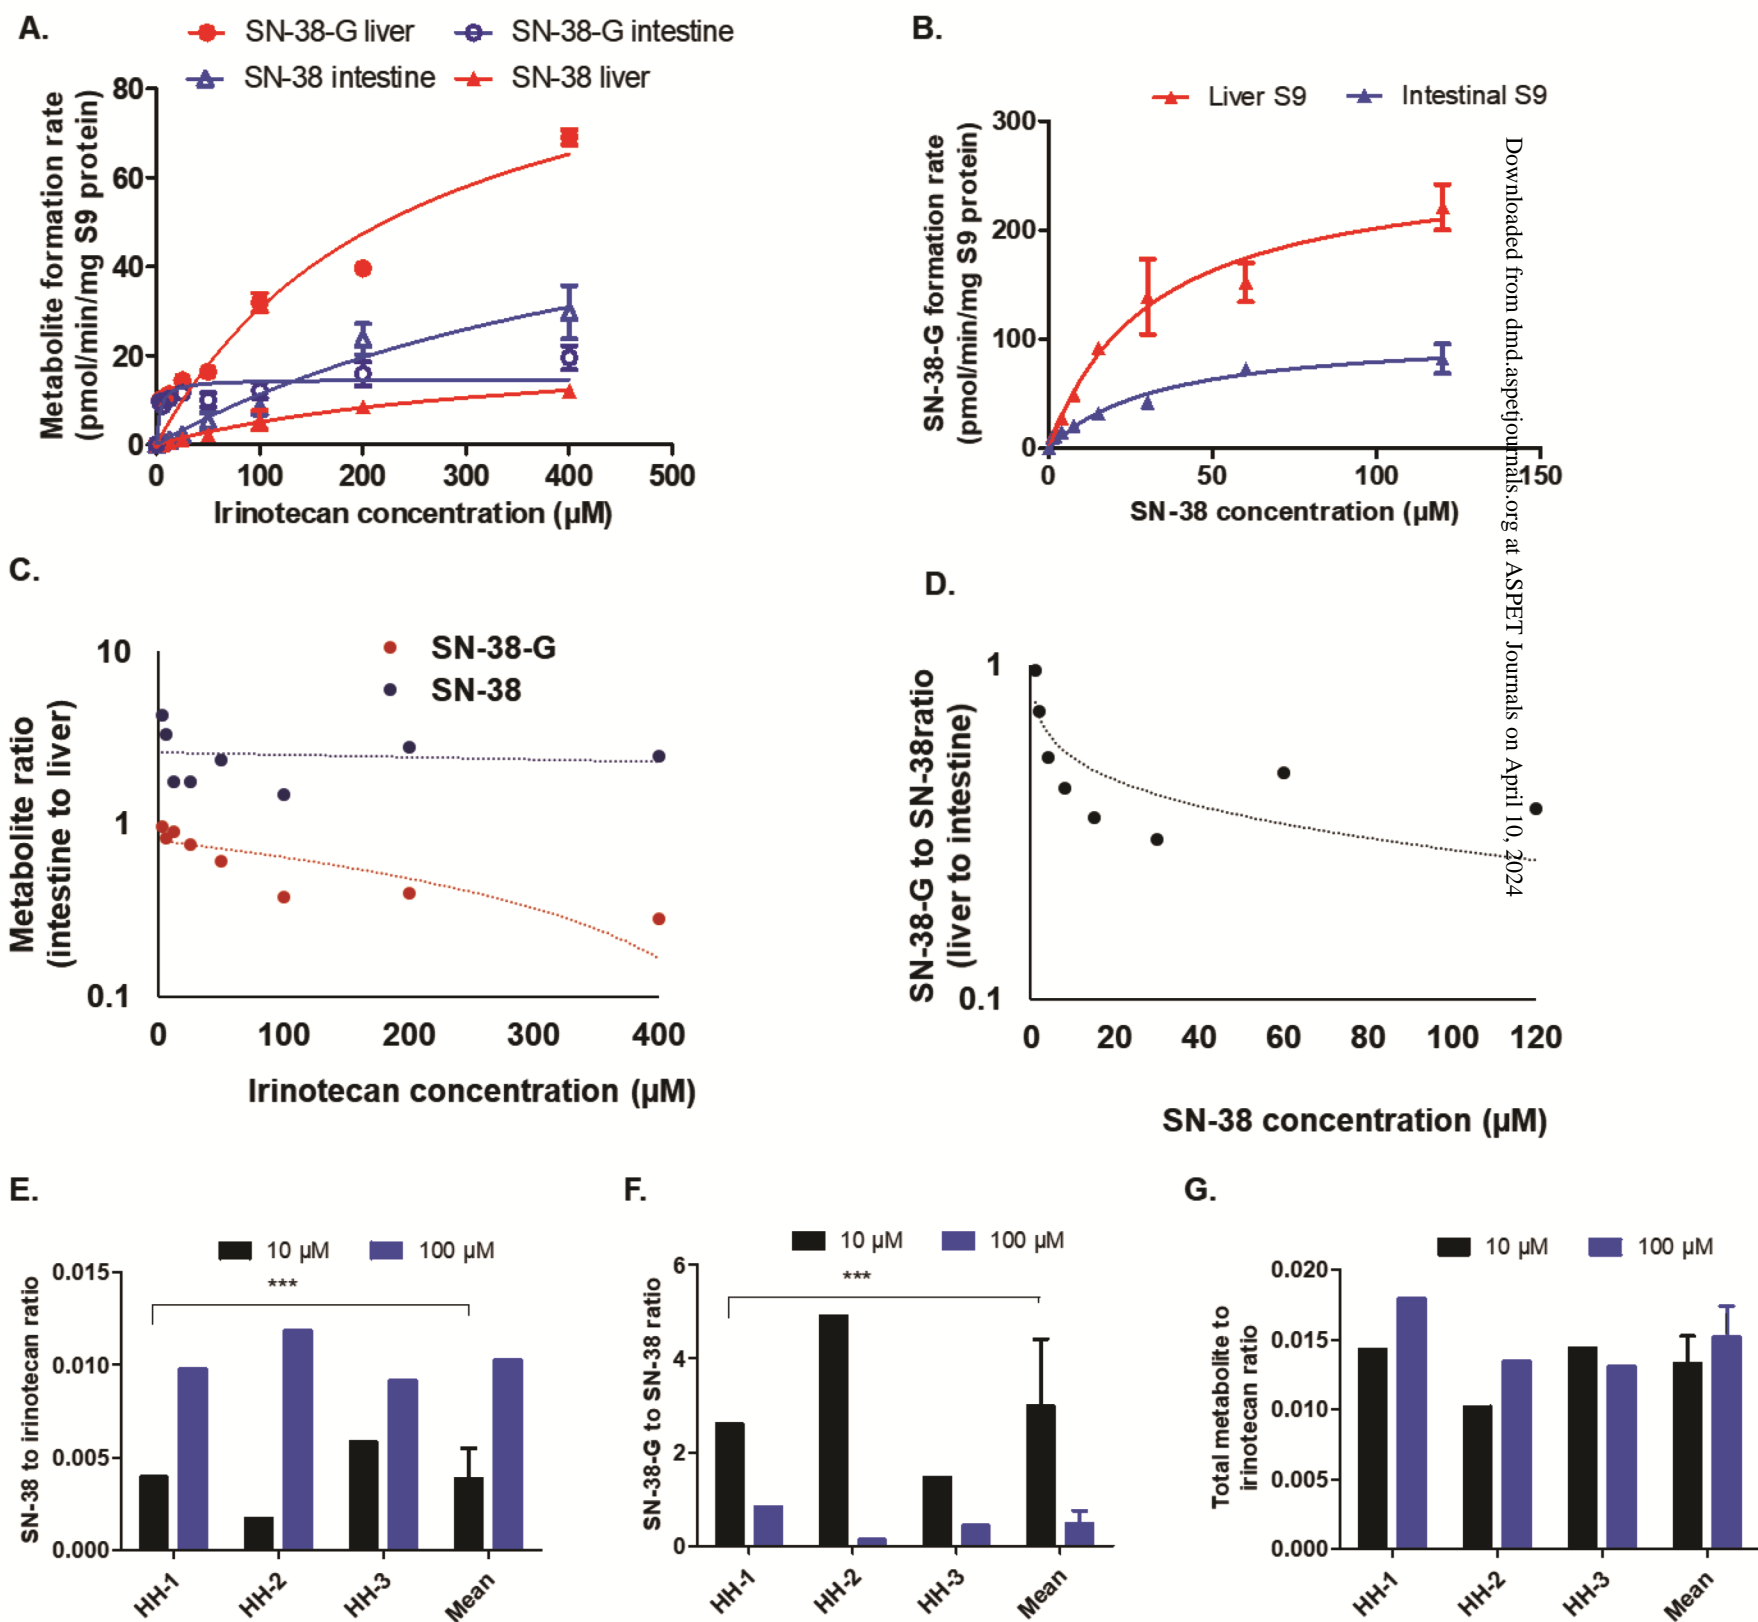 A.
SN-38-G liver
SN-38-G intestine
SN-38 intestine
SN-38 liver
Metabolite formation rate
(pmol/min/mg S9 protein)
80
60
40
20
0
0 100 200 300 400 500
Irinotecan concentration (µM)
B.
Liver S9
Intestinal S9
SN-38-G formation rate
(pmol/min/mg S9 protein)
300
200
100
0
0 50 100 150
SN-38 concentration (µM)
Downloaded from dmd.aspetjournals.org at ASPET Journals on April 10, 2024
C.
SN-38-G
SN-38
Metabolite ratio
(intestine to liver)
10
1
0.1
0 100 200 300 400
Irinotecan concentration (µM)
D.
SN-38-G to SN-38ratio
(liver to intestine)
1
0.1
0 20 40 60 80 100 120
SN-38 concentration (µM)
E.
10 µM
100 µM
***
SN-38 to irinotecan ratio
0.015
0.010
0.005
0.000
HH-1
HH-2
HH-3
Mean
F.
10 µM
100 µM
***
SN-38-G to SN-38 ratio
6
4
2
0
HH-1
HH-2
HH-3
Mean
G.
10 µM
100 µM
Total metabolite to
irinotecan ratio
0.020
0.015
0.010
0.005
0.000
HH-1
HH-2
HH-3
Mean